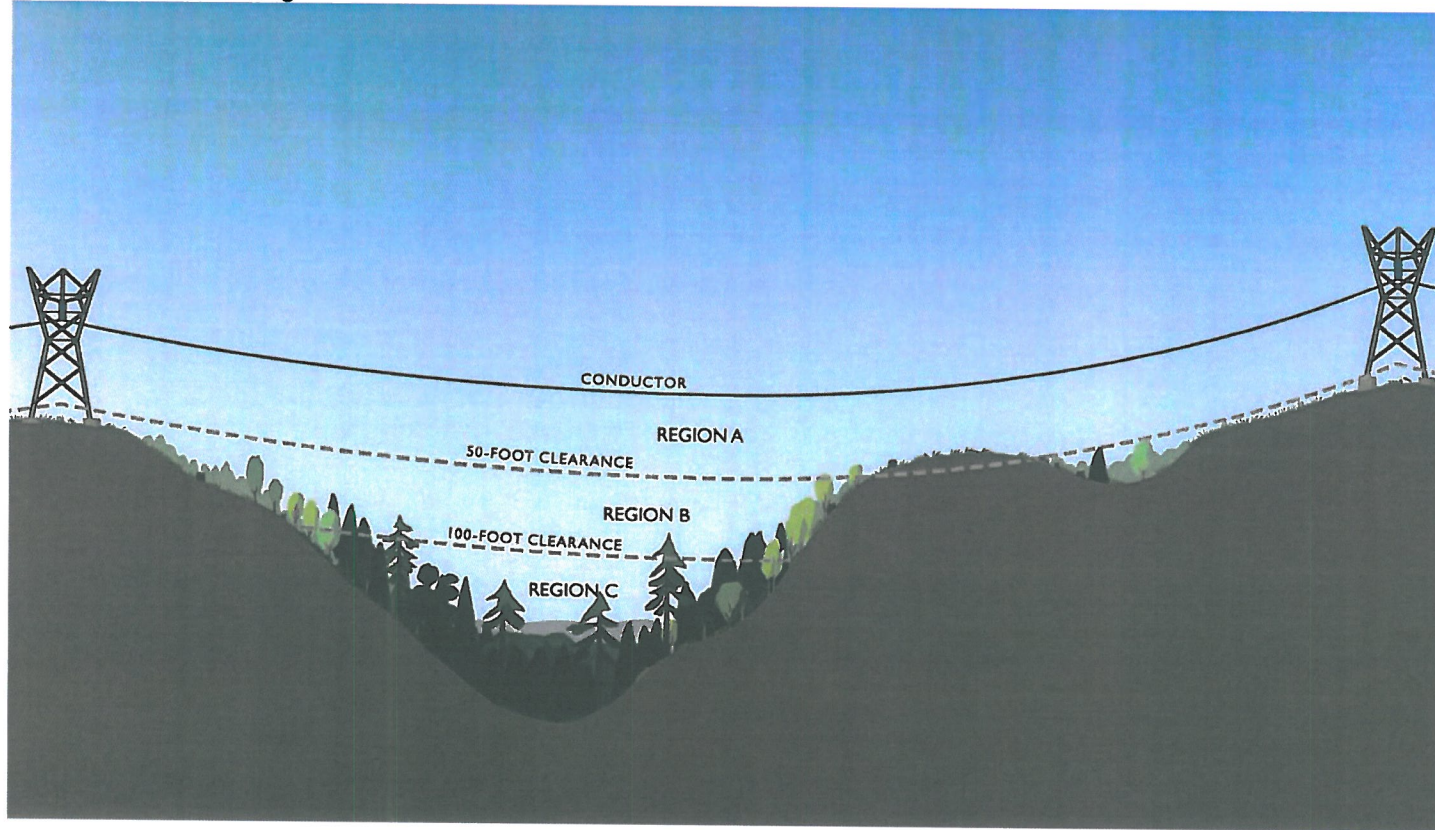 CONDUCTOR
REGION A
50-FOOT CLEARANCE
REGION B
100-FOOT CLEARANCE
REGION C